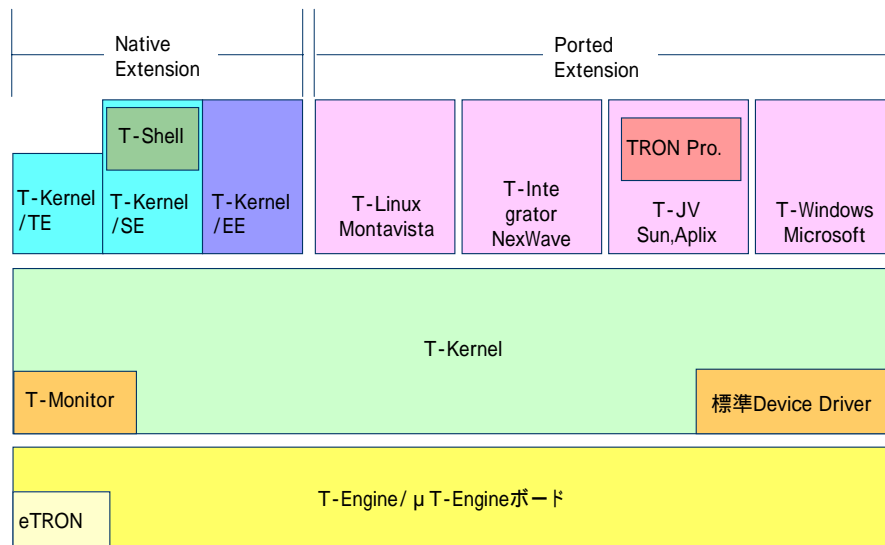 Native
Extension
Ported
Extension
T-Shell
T-Kernel
/TE
T-Kernel
/SE
T-Kernel
/EE
T-Linux
Montavista
T-Inte
grator
NexWave
TRON Pro.
T-JV
Sun,Aplix
T-Windows
Microsoft
T-Kernel
T-Monitor
標準Device Driver
T-Engine/μT-Engineボード
eTRON